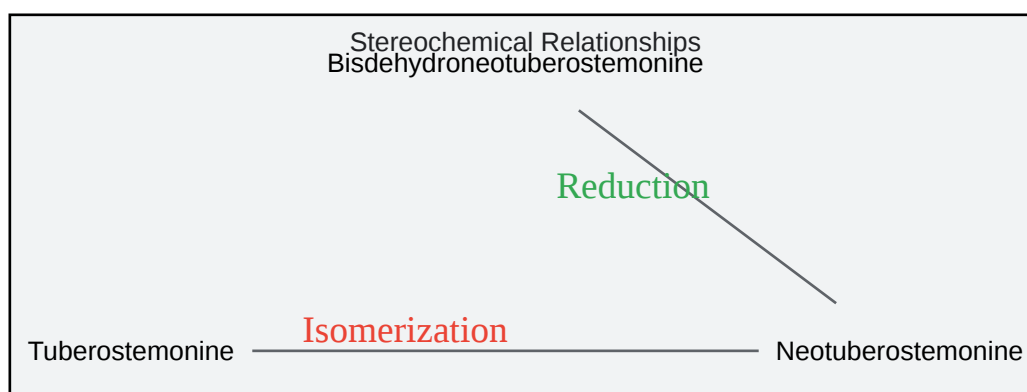 Stereochemical Relationships
Bisdehydroneotuberostemonine
Reduction
Isomerization
Tuberostemonine
Neotuberostemonine